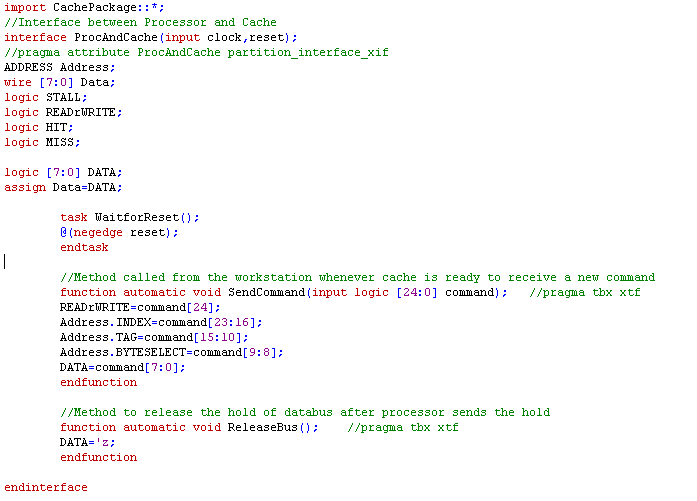 import CachePackage::*;
//Interface between Processor and Cache
interface ProcAndCache(input clock,reset);
//pragma attribute ProcAndCache partition_interface_xif
ADDRESS Address;
wire [7:0] Data;
logic STALL;
logic READrWRITE;
logic HIT;
logic MISS;

logic [7:0] DATA;
assign Data=DATA;

        task WaitforReset();
        @(negedge reset);
        endtask

        //Method called from the workstation whenever cache is ready to receive a new command
        function automatic void SendCommand(input logic [24:0] command);   //pragma tbx xtf
        READrWRITE=command[24];
        Address.INDEX=command[23:16];
        Address.TAG=command[15:10];
        Address.BYTESELECT=command[9:8];
        DATA=command[7:0];
        endfunction

        //Method to release the hold of databus after processor sends the hold
        function automatic void ReleaseBus();    //pragma tbx xtf
        DATA='z;
        endfunction

endinterface